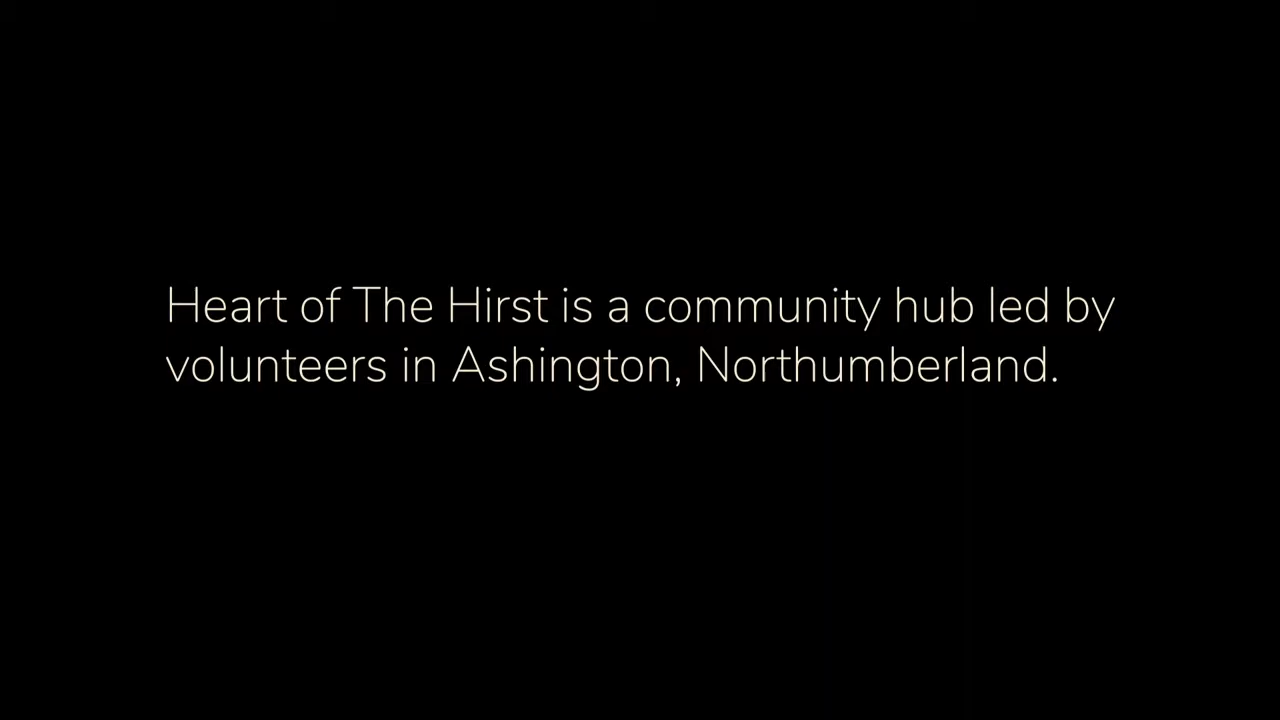 Heart of The Hirst is a community hub led by
volunteers in Ashington, Northumberland.